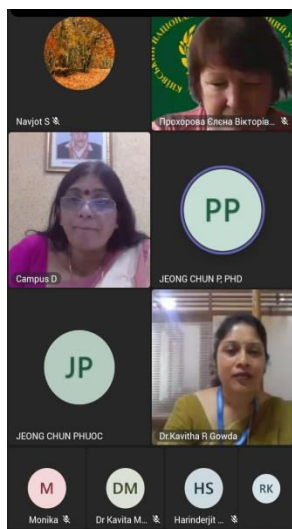 Navjot S
Прохорова Єлєна Вікторів...
Campus D
PP
JEONG CHUN P, PHD
JP
JEONG CHUN PHUOC
Dr.Kavitha R Gowda
M
DM
HS
RK
Monika
Dr Kavita M...
Harinderjit ...